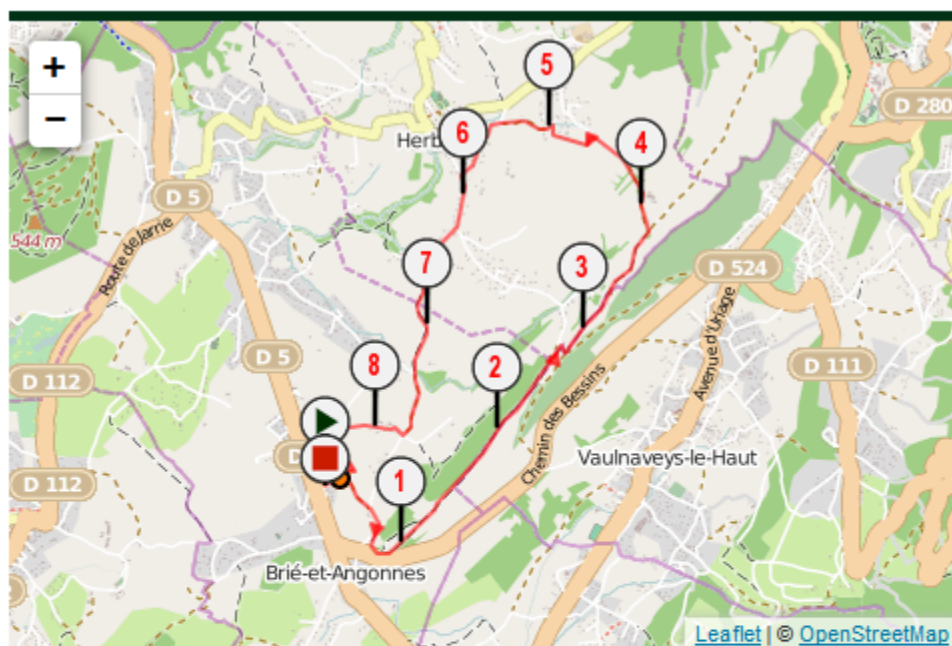 +
−
5
D 280
6
Herb
4
D 5
544 m
Route de Jarrie
3
D 524
7
D 5
Avenue d'Uriage
8
2
D 111
D 112
Chemin des Bessins
D
Vaulnaveys-le-Haut
D 112
1
Brié-et-Angonnes
Leaflet | © OpenStreetMap